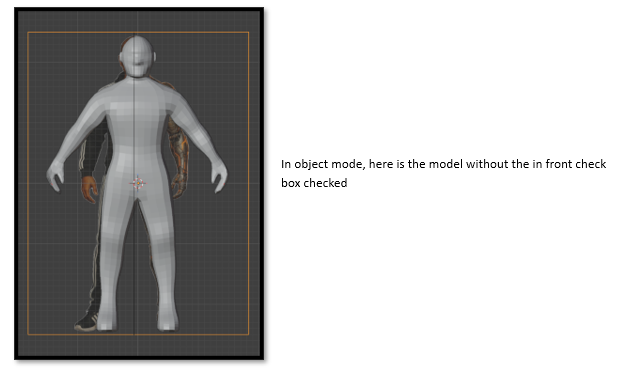 In object mode, here is the model without the in front check
box checked